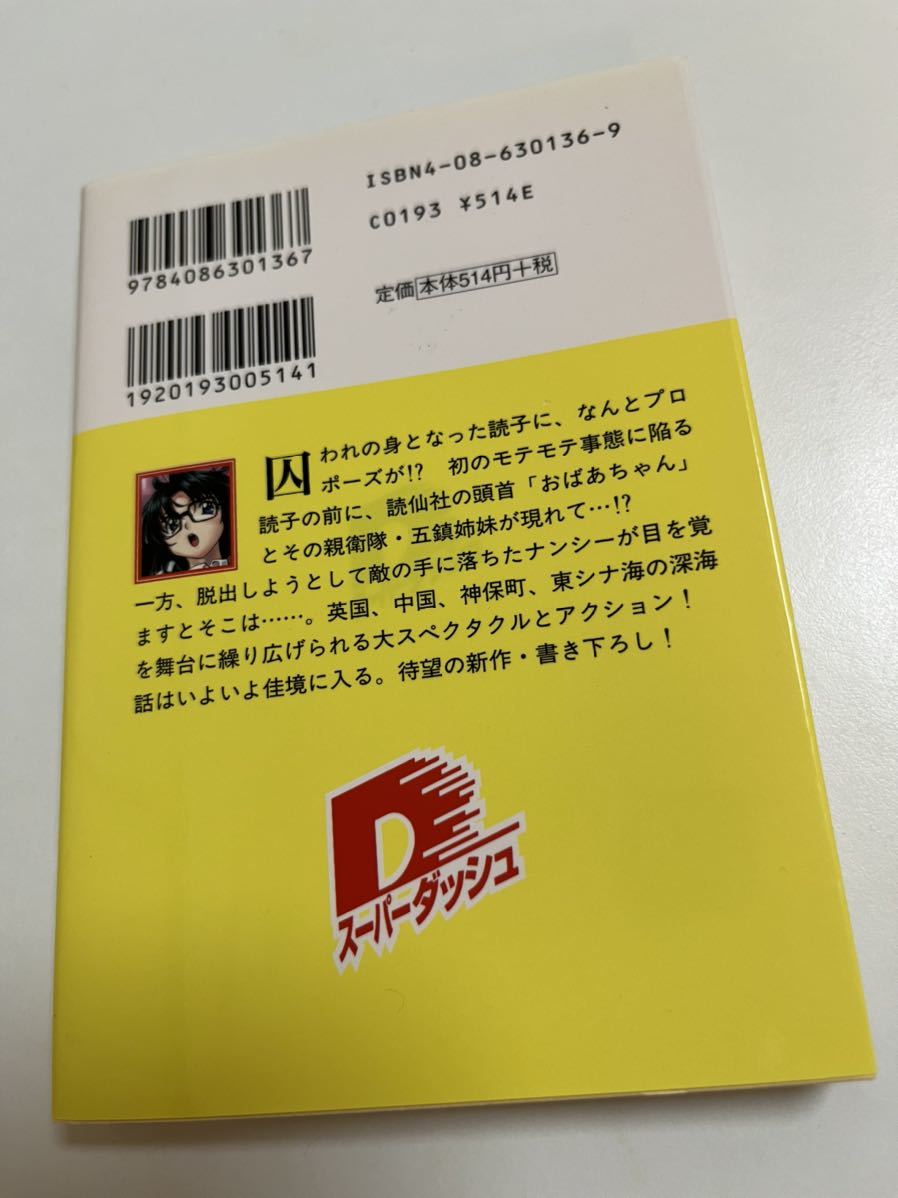 ISBN4-08-630136-9
C0193 ¥514E
定価 本体514円+税
9784086301367
1920193005141
囚われの身となった読子に、なんとプロ
ポーズが!? 初のモテモテ事態に陥る
読子の前に、読仙社の頭首「おばあちゃん」
とその親衛隊・五鎮姉妹が現れて…!?
一方、脱出しようとして敵の手に落ちたナンシーが目を覚
ますとそこは……。英国、中国、神保町、東シナ海の深海
を舞台に繰り広げられる大スペクタクルとアクション!
話はいよいよ佳境に入る。待望の新作・書き下ろし!
D
スーパーダッシュ